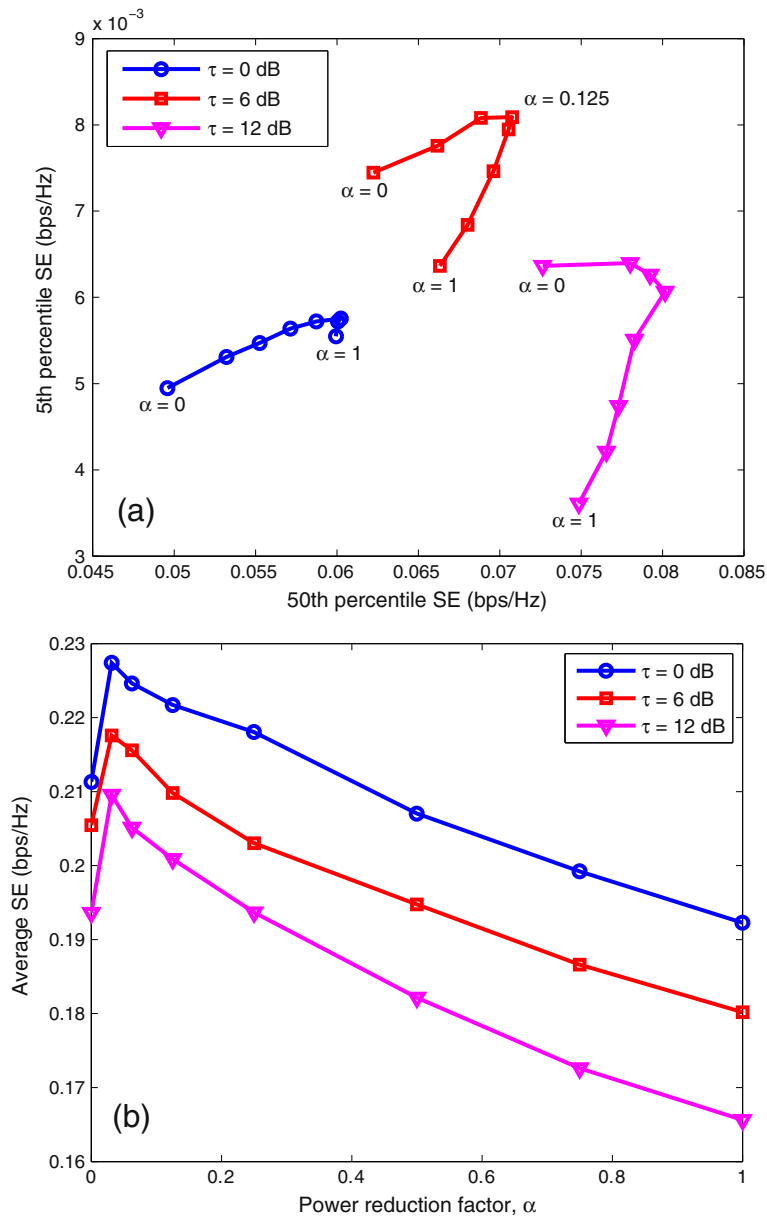 × 10⁻³
9
8
7
6
5
4
3
5th percentile SE (bps/Hz)
τ = 0 dB
τ = 6 dB
τ = 12 dB
α = 0.125
α = 0
α = 1
α = 0
α = 1
α = 0
α = 1
(a)
0.045 0.05 0.055 0.06 0.065 0.07 0.075 0.08 0.085
50th percentile SE (bps/Hz)
0.23
0.22
0.21
0.2
0.19
0.18
0.17
0.16
Average SE (bps/Hz)
τ = 0 dB
τ = 6 dB
τ = 12 dB
(b)
0 0.2 0.4 0.6 0.8 1
Power reduction factor, α